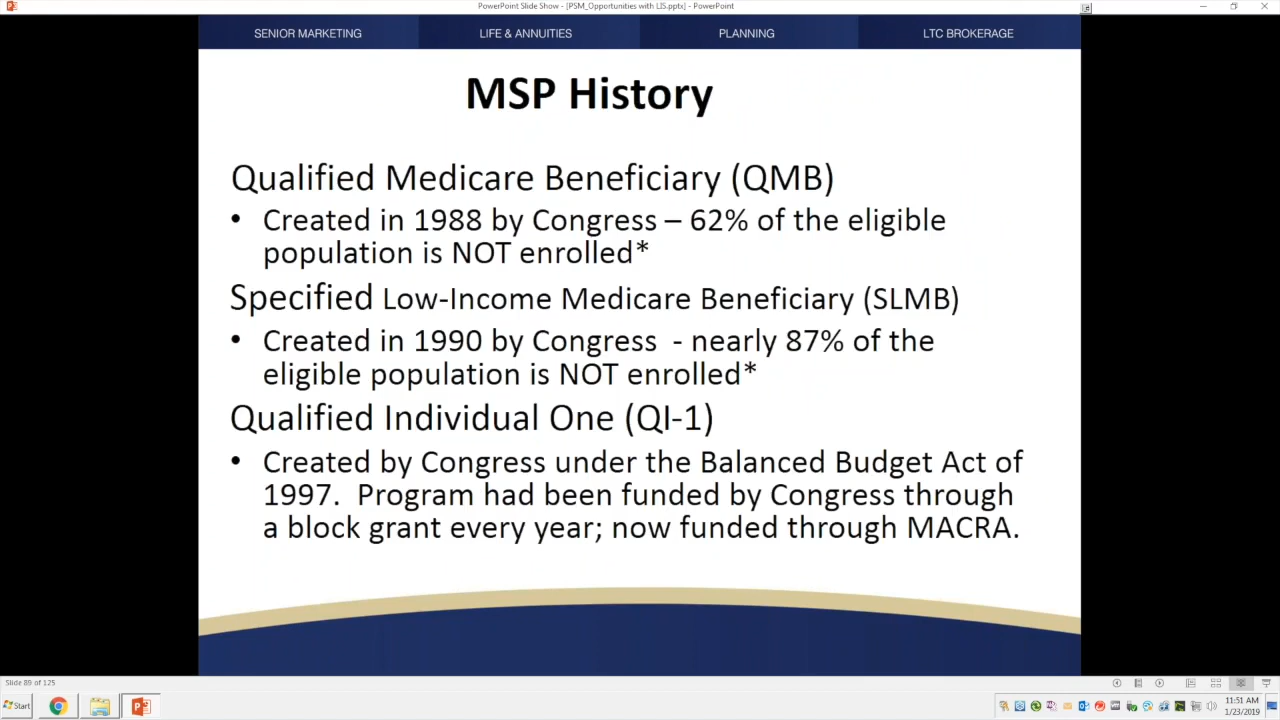 PowerPoint Slide Show - [PSM_Opportunities with LIS.pptx] - PowerPoint
SENIOR MARKETING
LIFE & ANNUITIES
PLANNING
LTC BROKERAGE
MSP History
Qualified Medicare Beneficiary (QMB)
• Created in 1988 by Congress – 62% of the eligible
population is NOT enrolled*
Specified Low-Income Medicare Beneficiary (SLMB)
• Created in 1990 by Congress  - nearly 87% of the
eligible population is NOT enrolled*
Qualified Individual One (QI-1)
• Created by Congress under the Balanced Budget Act of
1997.  Program had been funded by Congress through
a block grant every year; now funded through MACRA.
Slide 89 of 125
Start
11:51 AM
1/23/2019